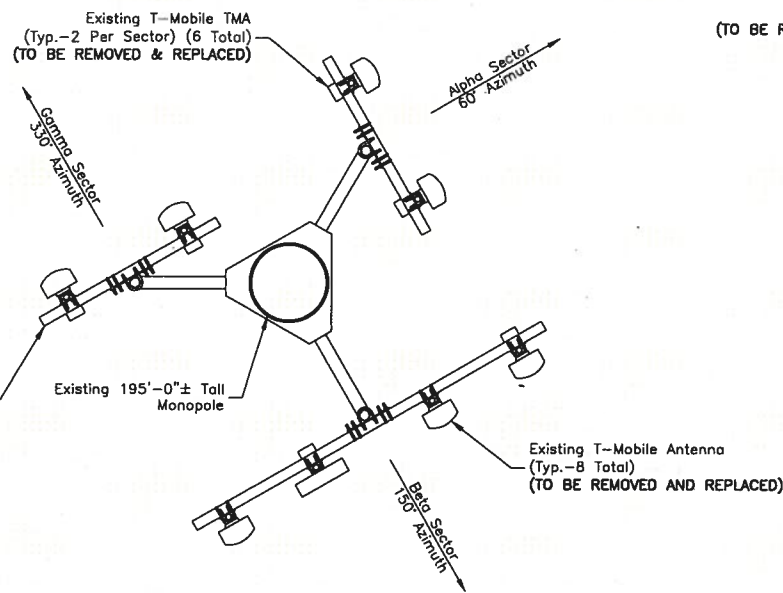 Existing T-Mobile TMA
(Typ.-2 Per Sector) (6 Total)
(TO BE REMOVED & REPLACED)
(TO BE R
Alpha Sector
60° Azimuth
Gamma Sector
330° Azimuth
Existing 195'-0"± Tall
Monopole
Existing T-Mobile Antenna
(Typ.-8 Total)
(TO BE REMOVED AND REPLACED)
Beta Sector
150° Azimuth